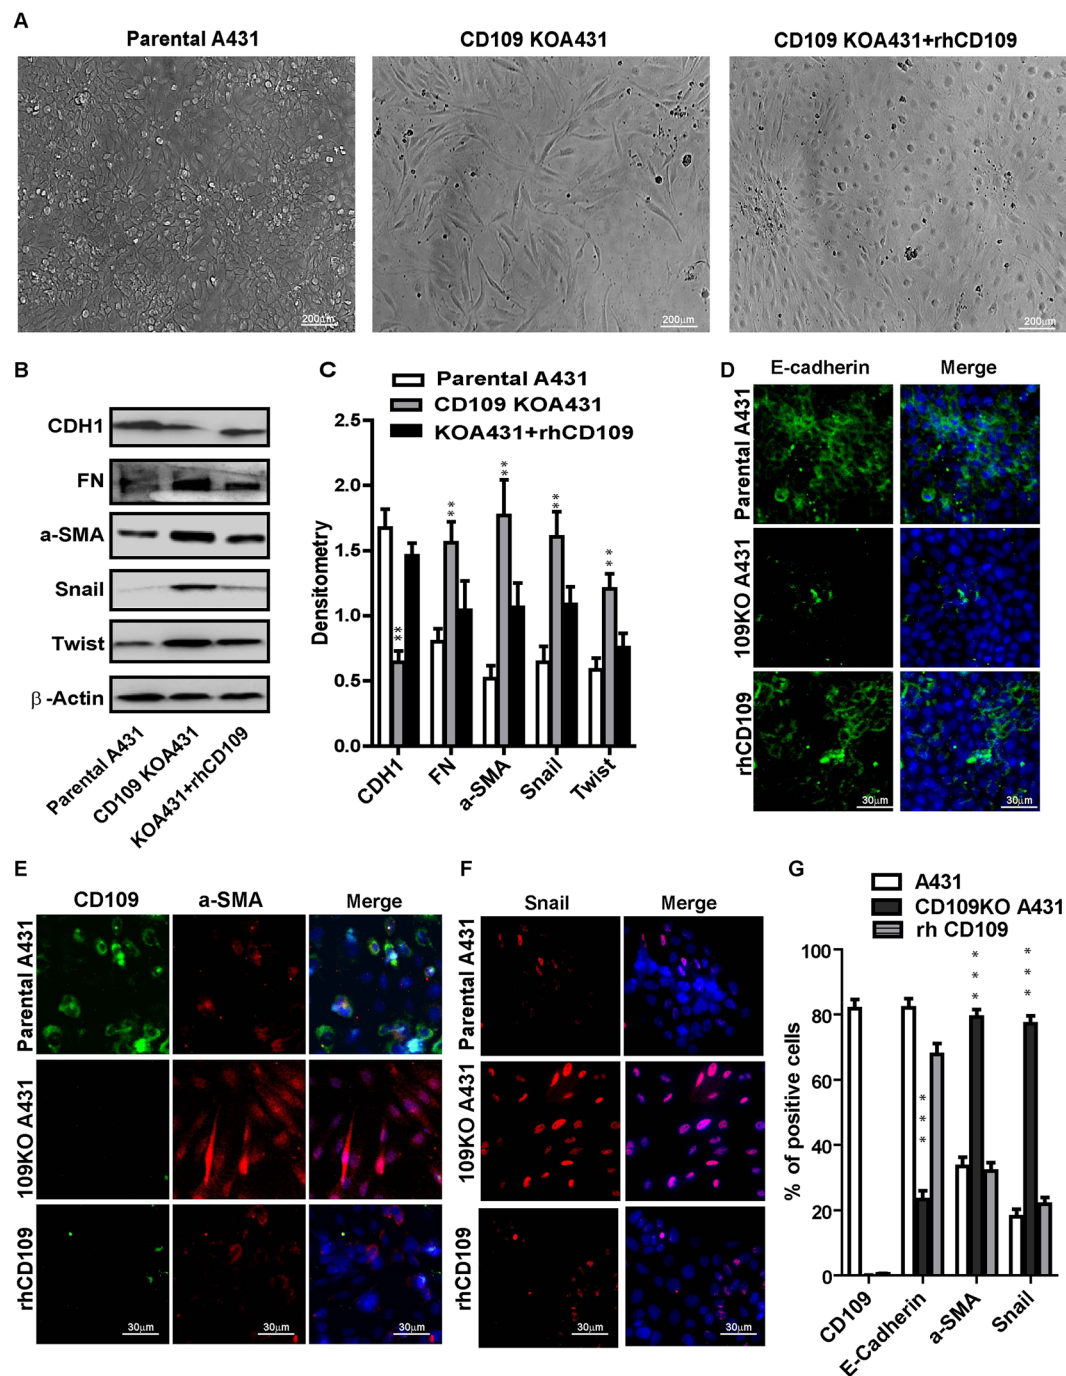 A
Parental A431
CD109 KOA431
CD109 KOA431+rhCD109
200μm
200μm
200μm
B
CDH1
FN
a-SMA
Snail
Twist
β-Actin
Parental A431
CD109 KOA431
KOA431+rhCD109
C
Parental A431
CD109 KOA431
KOA431+rhCD109
Densitometry
2.5
2.0
1.5
1.0
0.5
0.0
**
**
**
**
**
CDH1
FN
a-SMA
Snail
Twist
D
E-cadherin
Merge
Parental A431
109KO A431
rhCD109
30μm
30μm
E
CD109
a-SMA
Merge
Parental A431
109KO A431
rhCD109
30μm
30μm
30μm
F
Snail
Merge
Parental A431
109KO A431
rhCD109
30μm
30μm
G
A431
CD109KO A431
rh CD109
% of positive cells
100
80
60
40
20
0
***
***
***
CD109
E-Cadherin
a-SMA
Snail